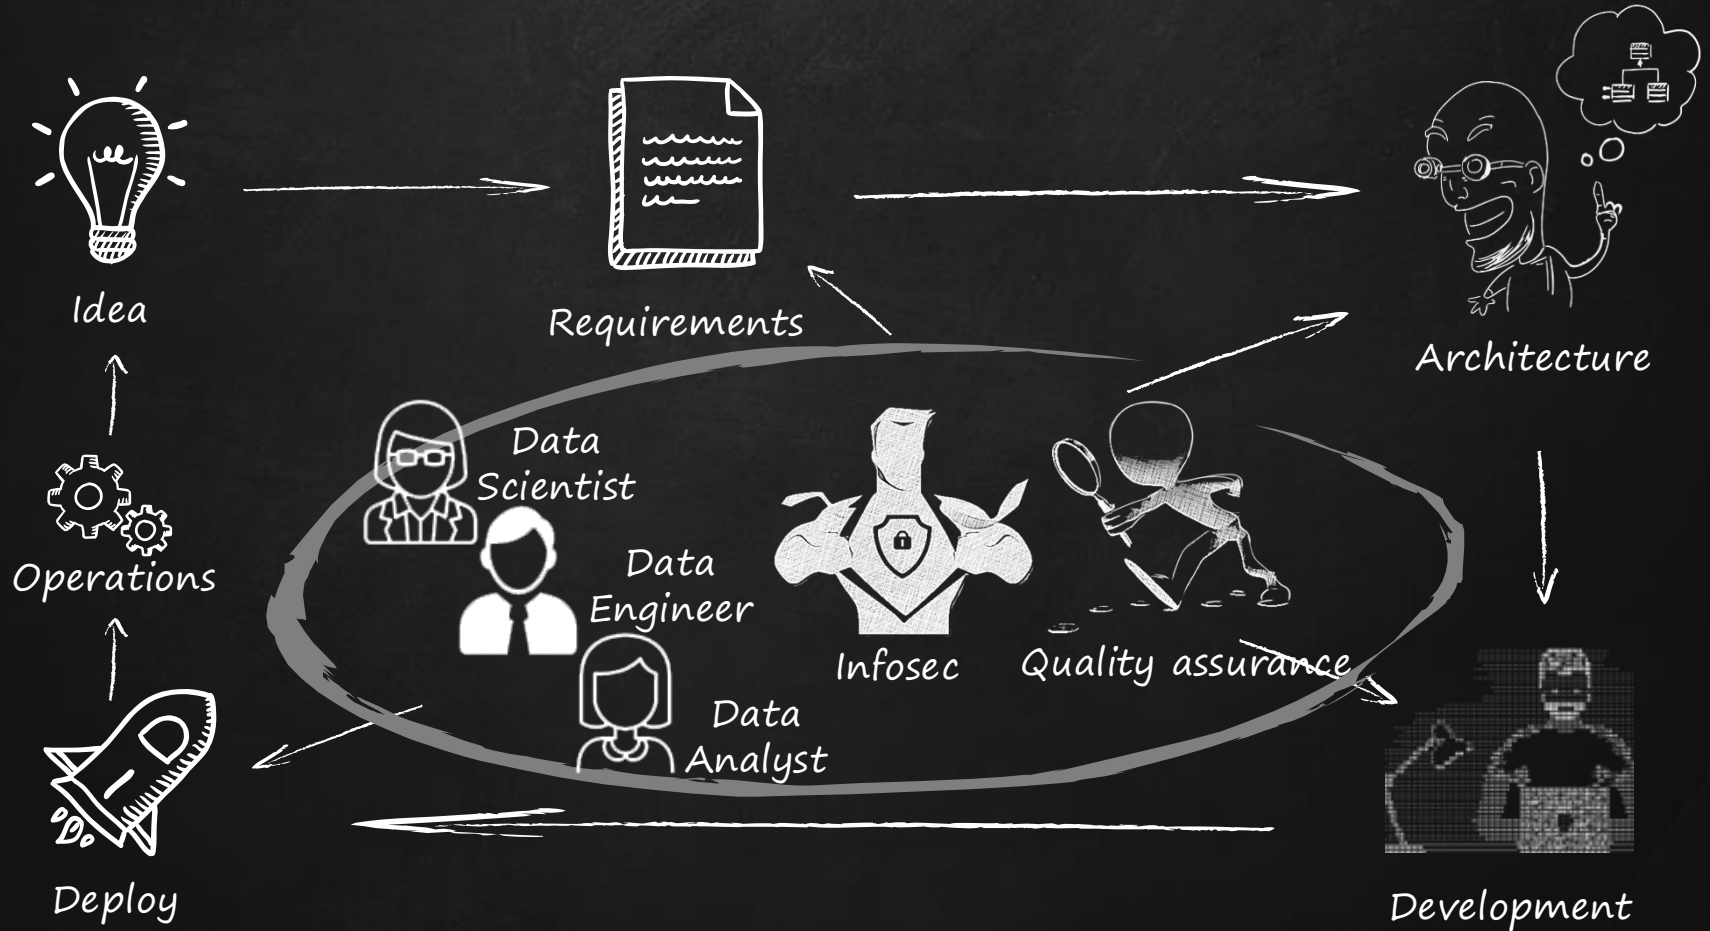 Idea
Requirements
Architecture
Data
Scientist
Data
Engineer
Operations
Infosec
Quality assurance
Data
Analyst
Deploy
Development